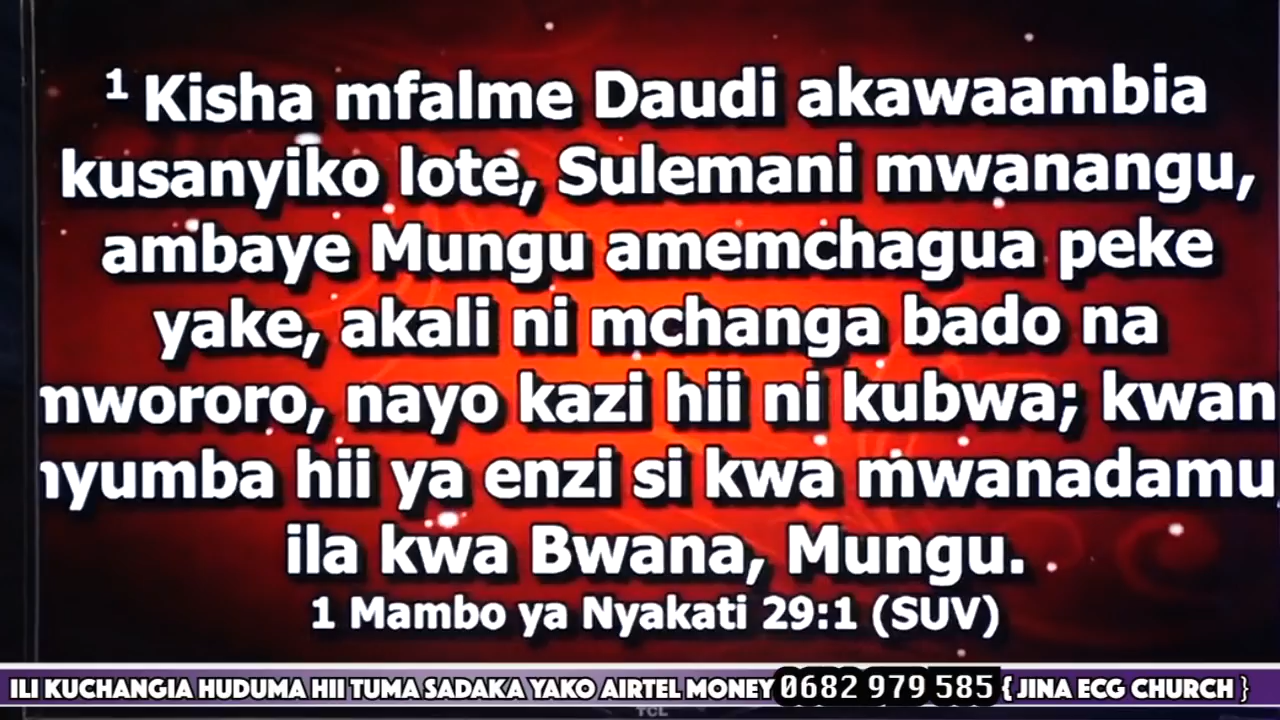 1 Kisha mfalme Daudi akawaambia
kusanyiko lote, Sulemani mwanangu,
ambaye Mungu amemchagua peke
yake, akali ni mchanga bado na
mwororo, nayo kazi hii ni kubwa; kwan
nyumba hii ya enzi si kwa mwanadamu,
ila kwa Bwana, Mungu.
1 Mambo ya Nyakati 29:1 (SUV)
ILI KUCHANGIA HUDUMA HII TUMA SADAKA YAKO AIRTEL MONEY 0682 979 585 { JINA ECG CHURCH }
TCL